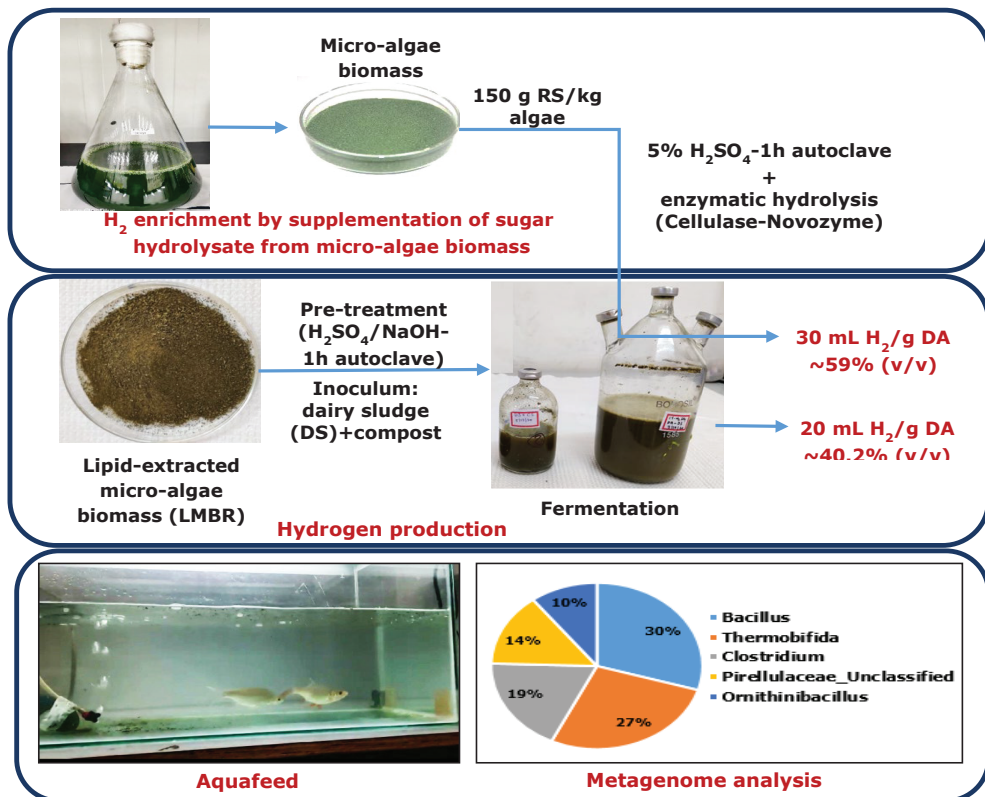 Micro-algae
biomass
150 g RS/kg
algae
5% H₂SO₄-1h autoclave
+
enzymatic hydrolysis
(Cellulase-Novozyme)
H₂ enrichment by supplementation of sugar
hydrolysate from micro-algae biomass
Pre-treatment
(H₂SO₄/NaOH-
1h autoclave)
Inoculum:
dairy sludge
(DS)+compost
30 mL H₂/g DA
~59% (v/v)
20 mL H₂/g DA
~40.2% (v/v)
Lipid-extracted
micro-algae
biomass (LMBR)
Fermentation
Hydrogen production
10%
14%
30%
19%
27%
Bacillus
Thermobifida
Clostridium
Pirellulaceae_Unclassified
Ornithinibacillus
Aquafeed
Metagenome analysis